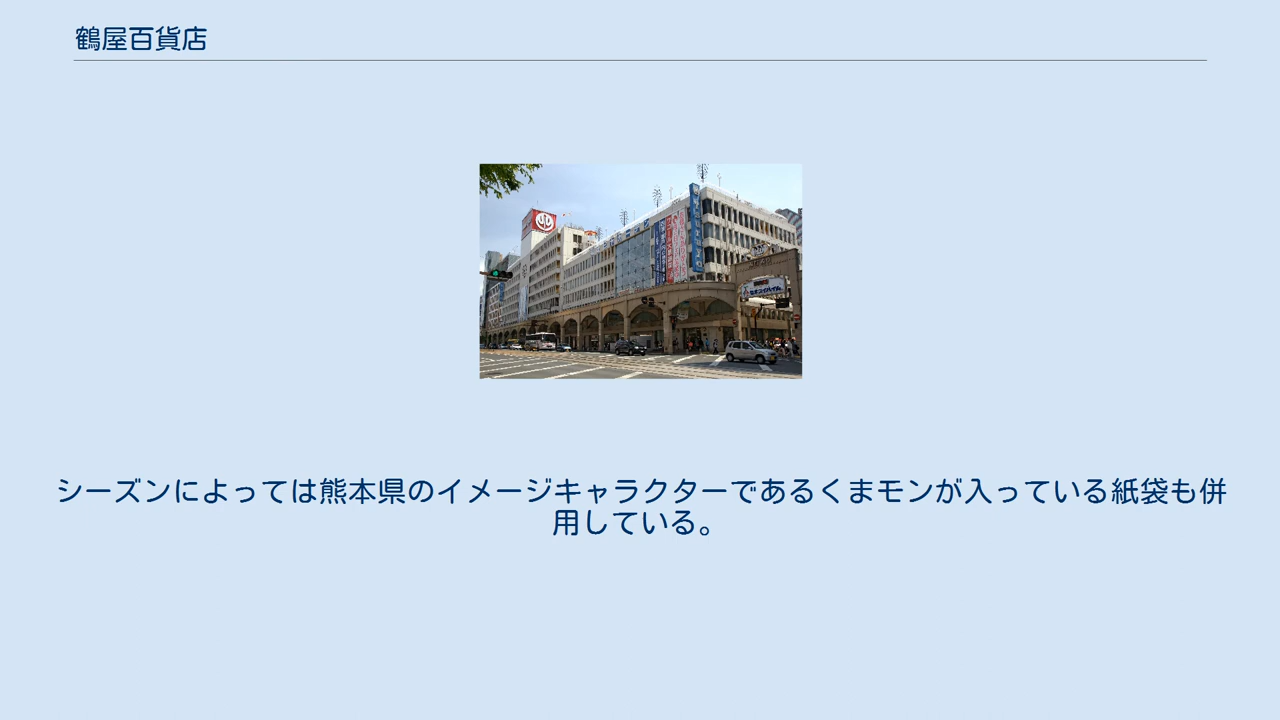 鶴屋百貨店
シーズンによっては熊本県のイメージキャラクターであるくまモンが入っている紙袋も併
用している。